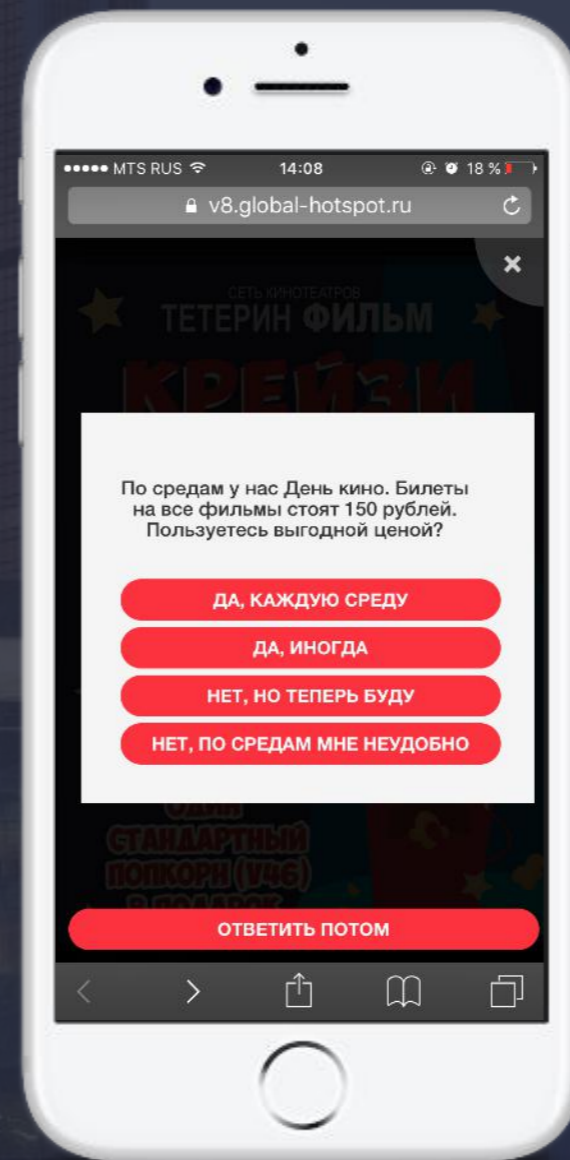 MTS RUS 14:08 18 %
v8.global-hotspot.ru
СЕТЬ КИНОТЕАТРОВ
ТЕТЕРИН ФИЛЬМ
КРЕЙЗИ
По средам у нас День кино. Билеты
на все фильмы стоят 150 рублей.
Пользуетесь выгодной ценой?
ДА, КАЖДУЮ СРЕДУ
ДА, ИНОГДА
НЕТ, НО ТЕПЕРЬ БУДУ
НЕТ, ПО СРЕДАМ МНЕ НЕУДОБНО
ОДИН
СТАНДАРТНЫЙ
ПОПКОРН (V46)
В ПОДАРОК
ОТВЕТИТЬ ПОТОМ